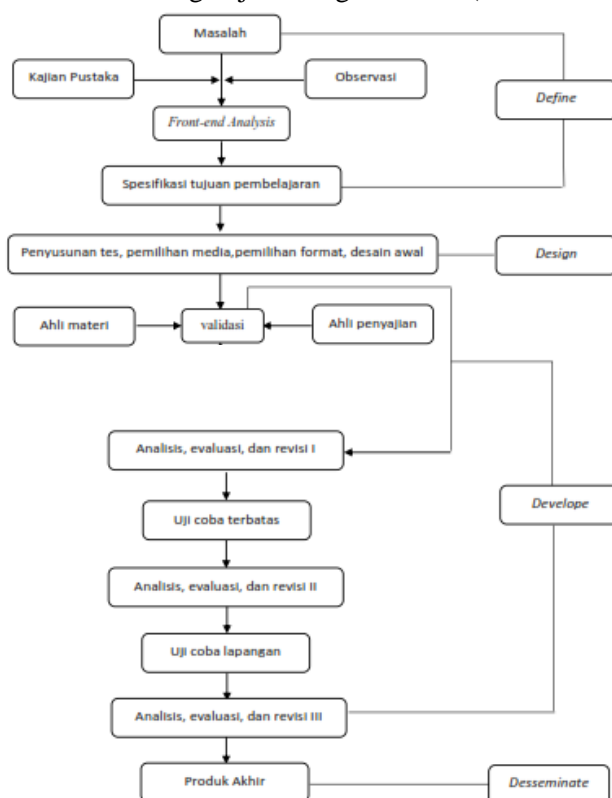 Masalah
Kajian Pustaka
Observasi
Define
Front-end Analysis
Spesifikasi tujuan pembelajaran
Penyusunan tes, pemilihan media,pemilihan format, desain awal
Design
Ahli materi
validasi
Ahli penyajian
Analisis, evaluasi, dan revisi I
Develope
Uji coba terbatas
Analisis, evaluasi, dan revisi II
Uji coba lapangan
Analisis, evaluasi, dan revisi III
Produk Akhir
Desseminate